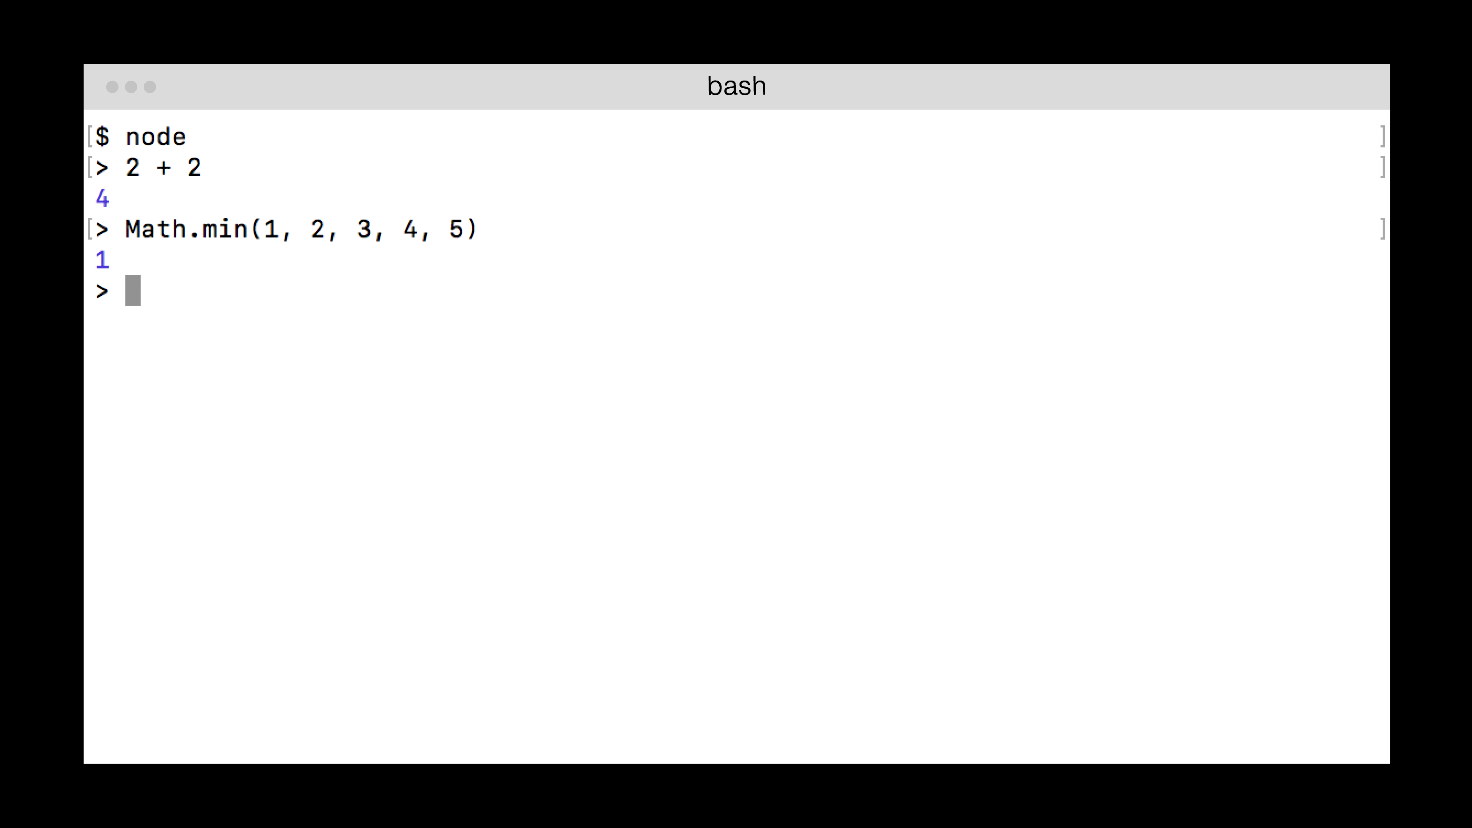 bash
[$ node ]
[> 2 + 2 ]
4
[> Math.min(1, 2, 3, 4, 5) ]
1
>